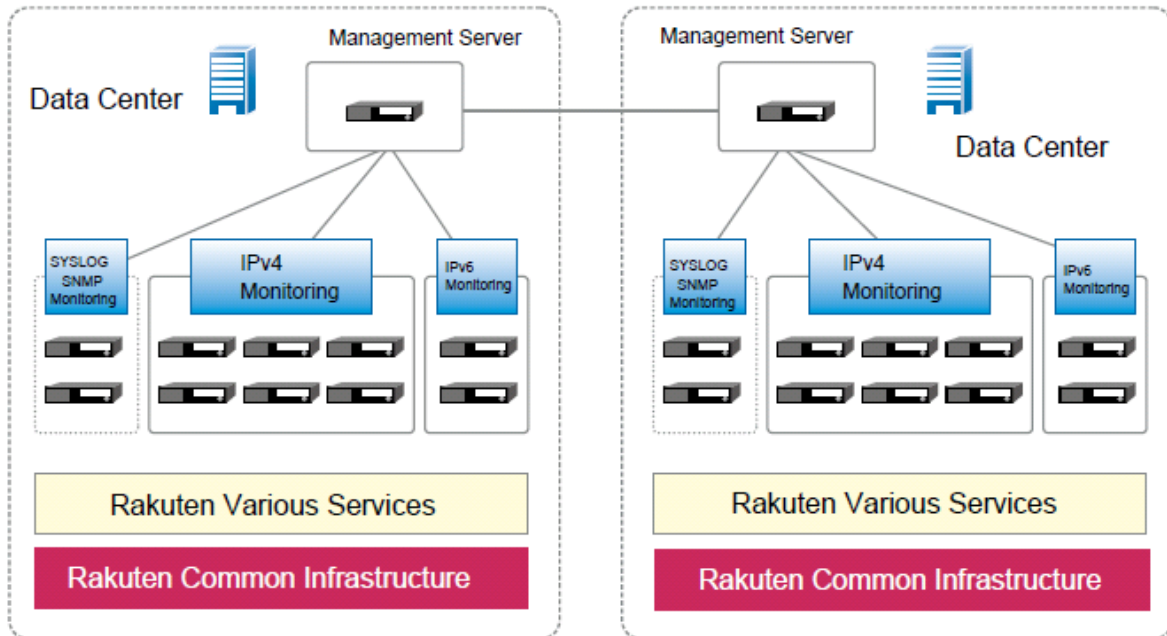 Management Server
Data Center
SYSLOG
SNMP
Monitoring
IPv4
Monitoring
IPv6
Monitoring
Rakuten Various Services
Rakuten Common Infrastructure
Management Server
Data Center
SYSLOG
SNMP
Monitoring
IPv4
Monitoring
IPv6
Monitoring
Rakuten Various Services
Rakuten Common Infrastructure